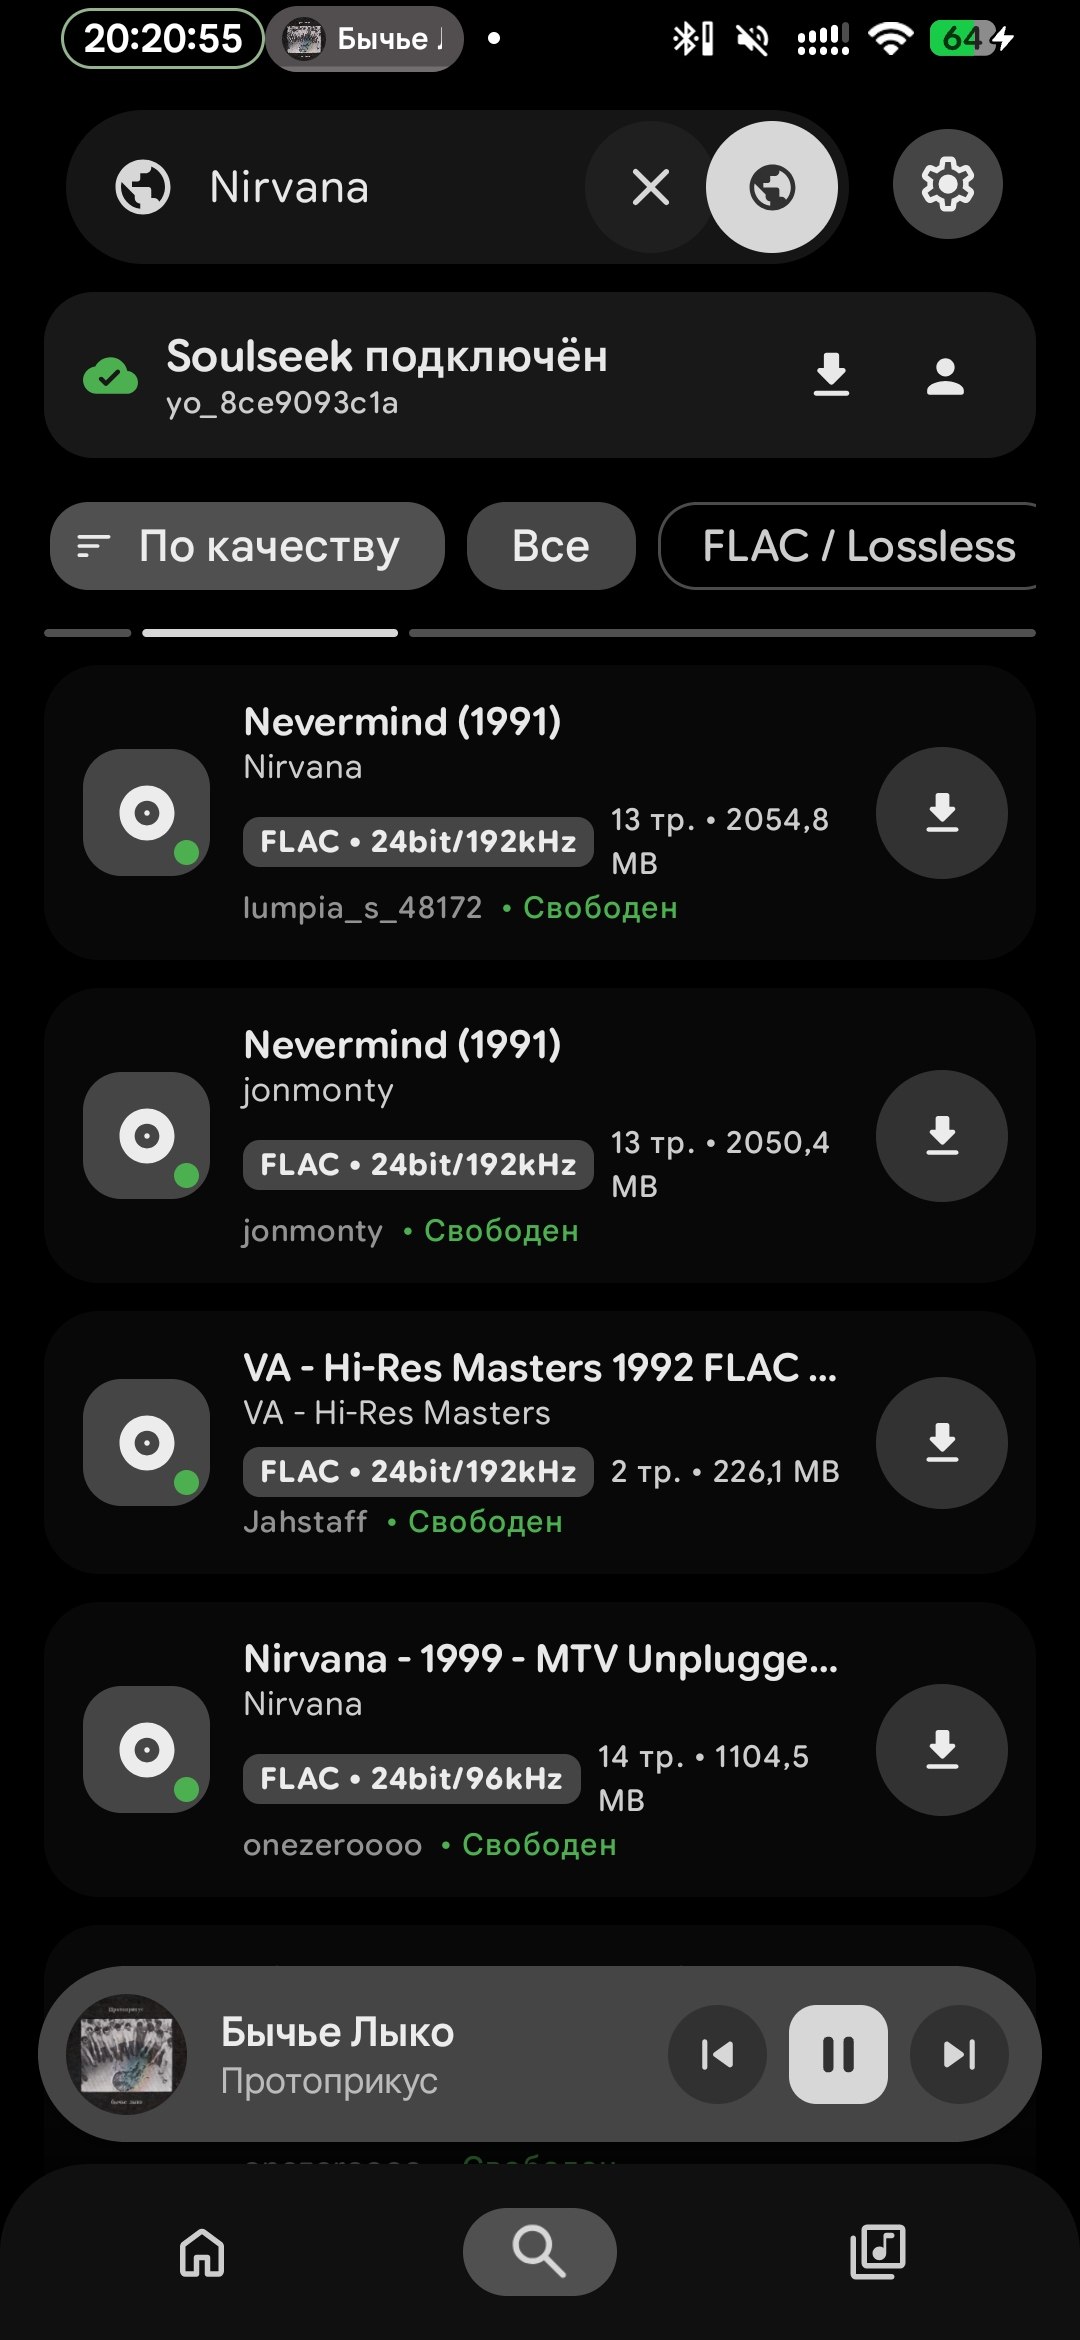 20:20:55
Бычье
64
Nirvana
Soulseek подключён
yo_8ce9093c1a
По качеству
Все
FLAC / Lossless
Nevermind (1991)
Nirvana
FLAC • 24bit/192kHz
13 тр. • 2054,8
MB
lumpia_s_48172 • Свободен
Nevermind (1991)
jonmonty
FLAC • 24bit/192kHz
13 тр. • 2050,4
MB
jonmonty • Свободен
VA - Hi-Res Masters 1992 FLAC ...
VA - Hi-Res Masters
FLAC • 24bit/192kHz
2 тр. • 226,1 MB
Jahstaff • Свободен
Nirvana - 1999 - MTV Unplugge...
Nirvana
FLAC • 24bit/96kHz
14 тр. • 1104,5
MB
onezeroooo • Свободен
Бычье Лыко
Протоприкус